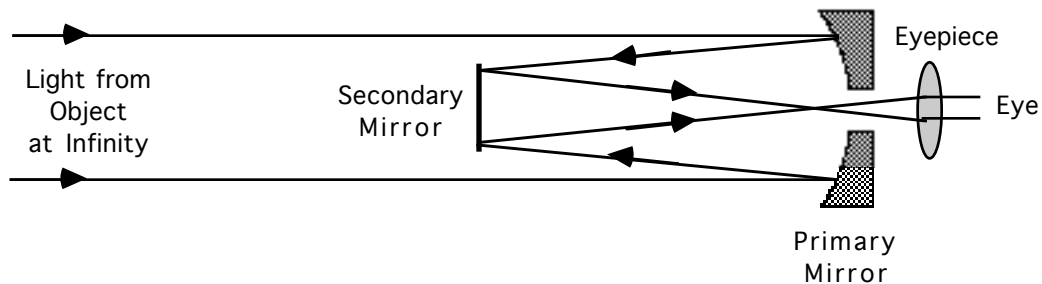 Light from
Object
at Infinity
Secondary
Mirror
Eyepiece
Eye
Primary
Mirror